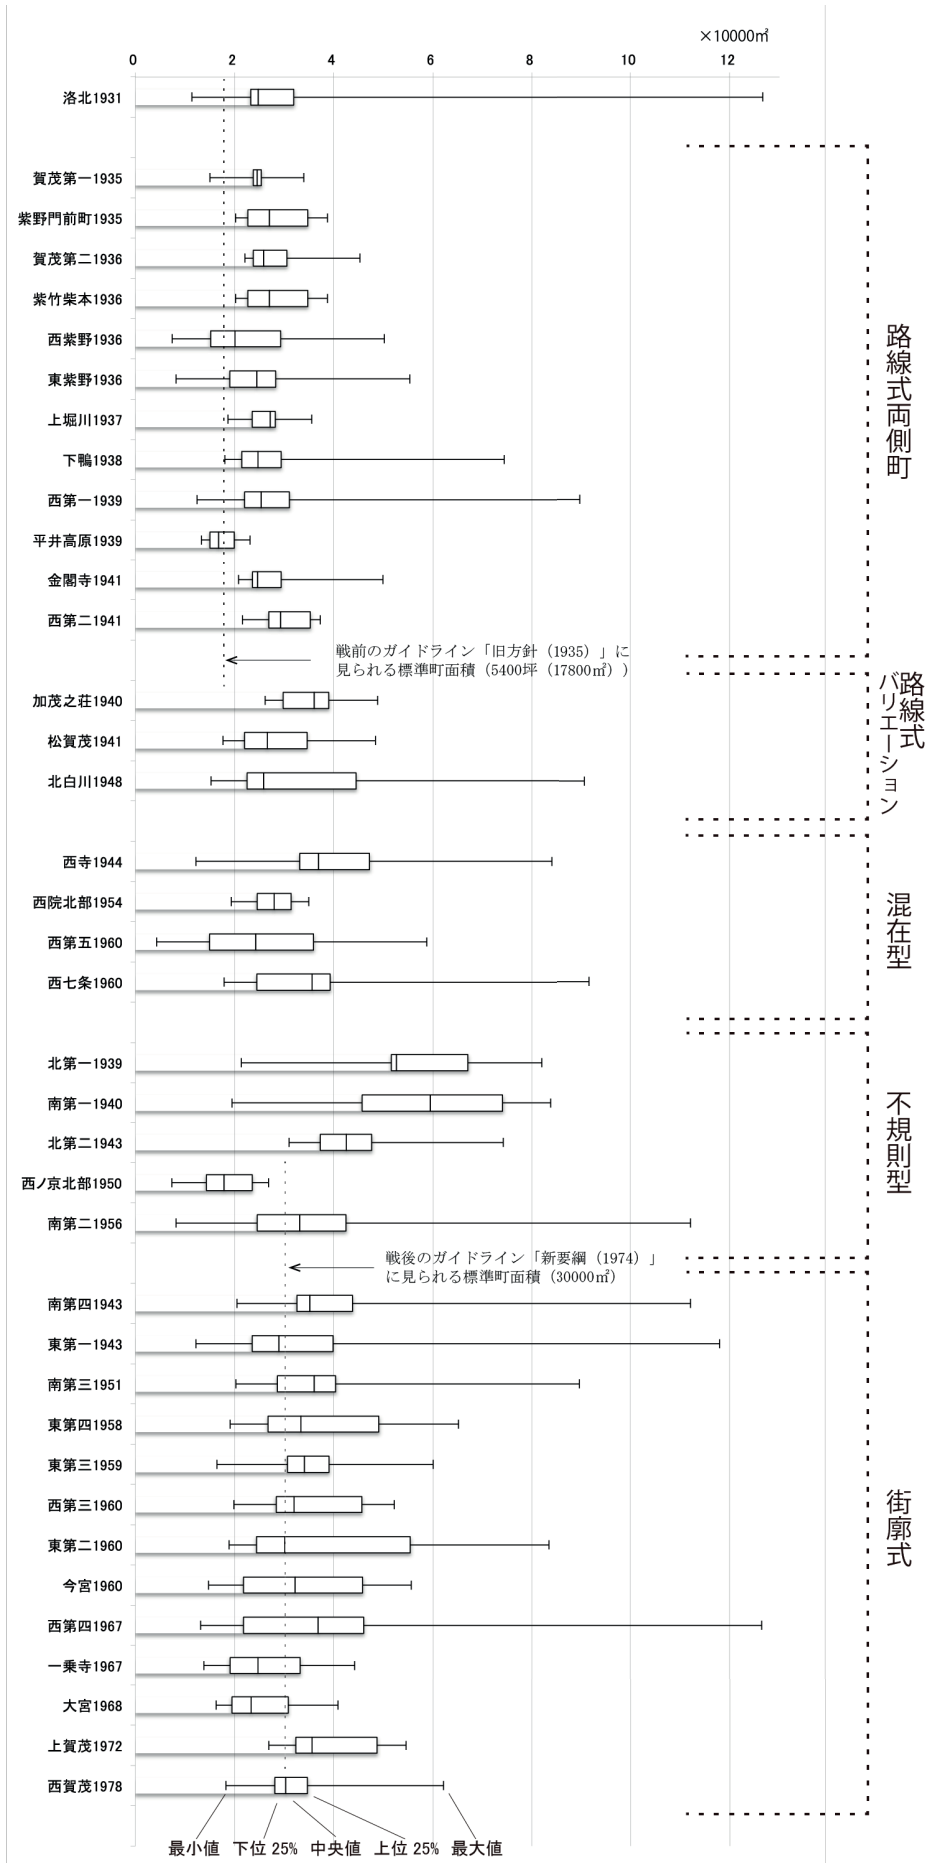 ×10000㎡
0 2 4 6 8 10 12
洛北1931
賀茂第一1935
紫野門前町1935
賀茂第二1936
紫竹柴本1936
西紫野1936
東紫野1936
上堀川1937
下鴨1938
西第一1939
平井高原1939
金閣寺1941
西第二1941
路線式両側町
戦前のガイドライン「旧方針（1935）」に
見られる標準町面積（5400坪（17800㎡））
加茂之荘1940
松賀茂1941
北白川1948
路線式
バリエーション
西寺1944
西院北部1954
西第五1960
西七条1960
混在型
北第一1939
南第一1940
北第二1943
西ノ京北部1950
南第二1956
不規則型
戦後のガイドライン「新要綱（1974）」
に見られる標準町面積（30000㎡）
南第四1943
東第一1943
南第三1951
東第四1958
東第三1959
西第三1960
東第二1960
今宮1960
西第四1967
一乗寺1967
大宮1968
上賀茂1972
西賀茂1978
街廓式
最小値 下位 25% 中央値 上位 25% 最大値